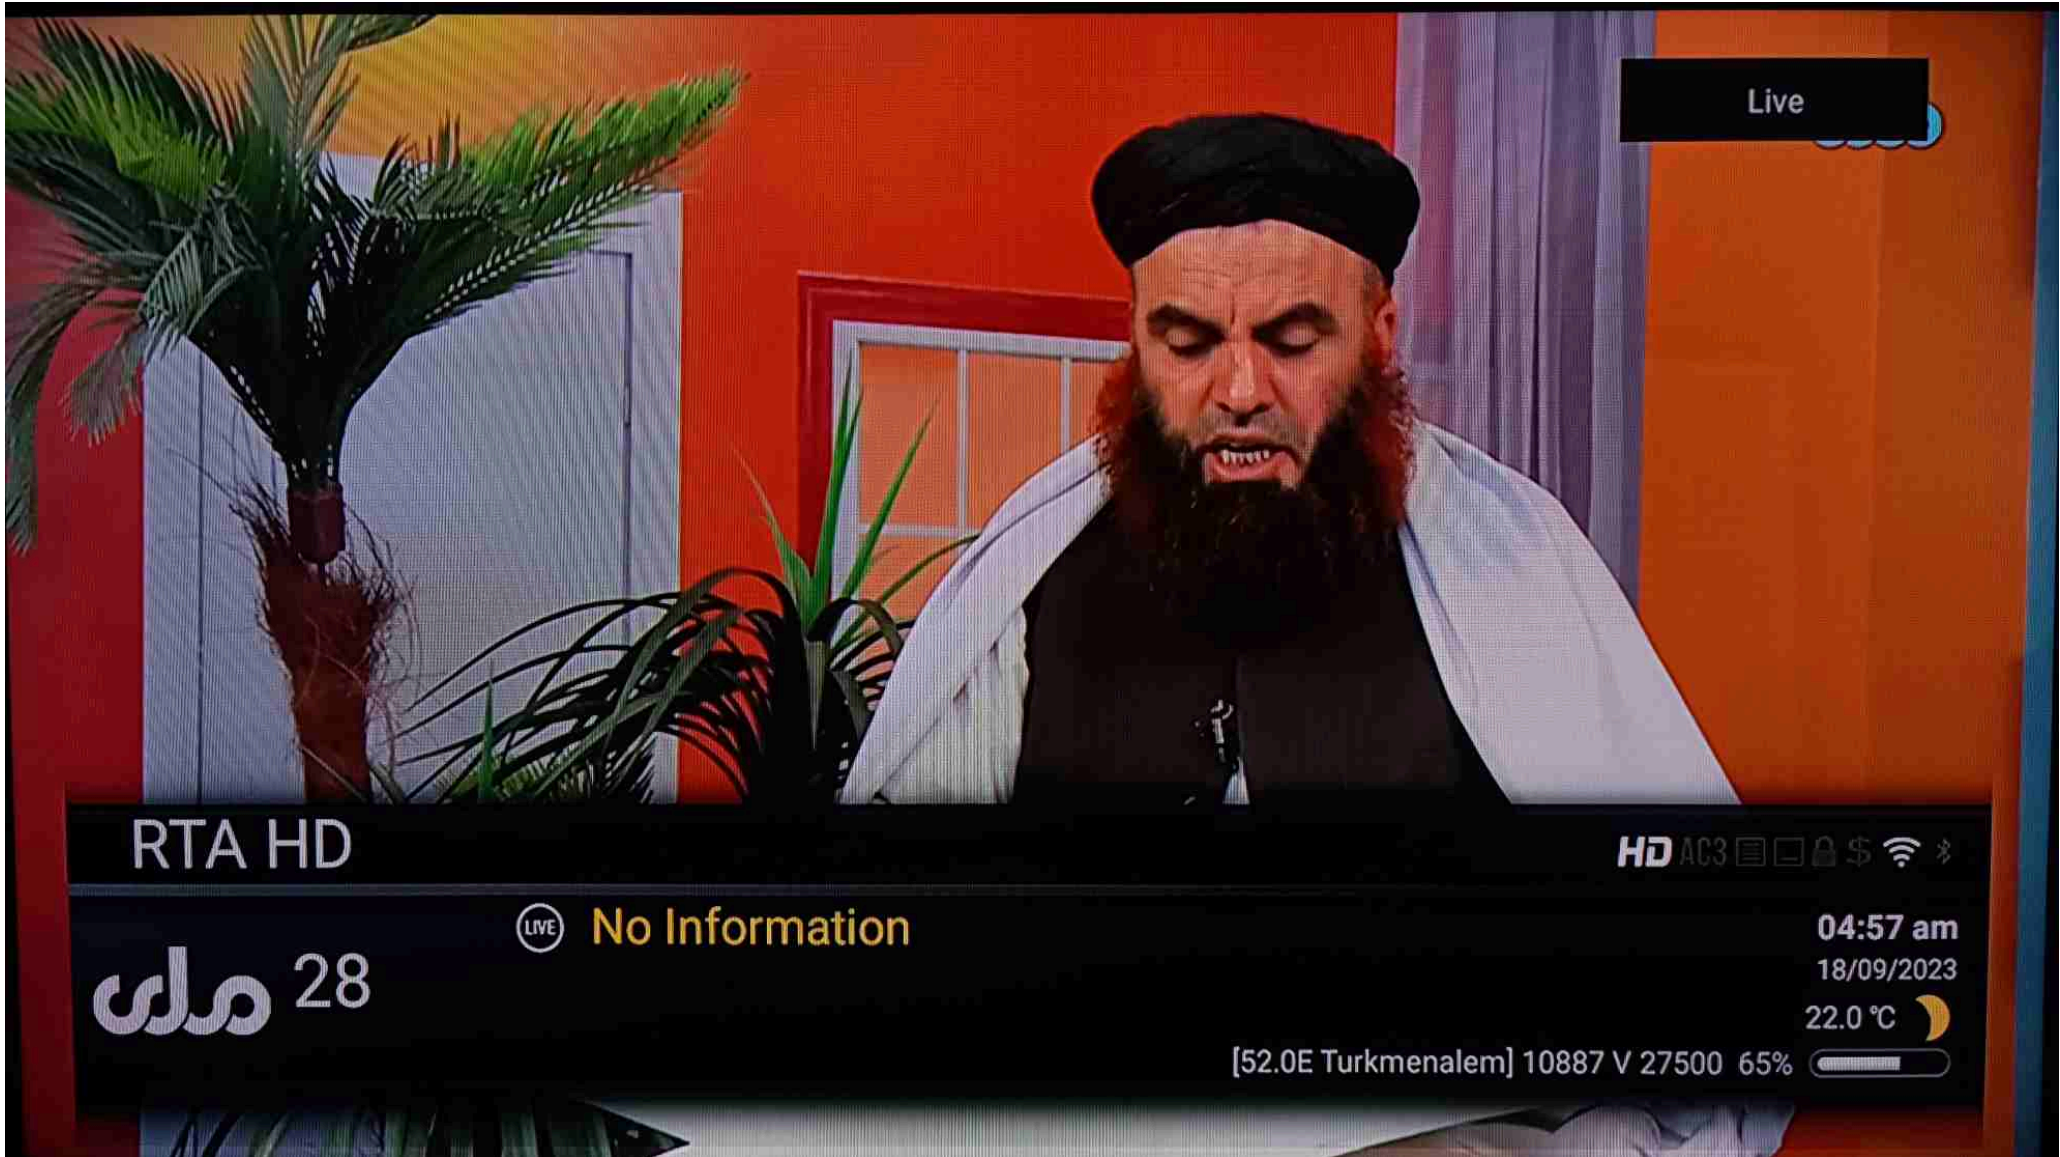 Live
RTA HD
HD AC3 $
LIVE No Information
04:57 am
ملی 28
18/09/2023
22.0 °C
[52.0E Turkmenalem] 10887 V 27500 65%